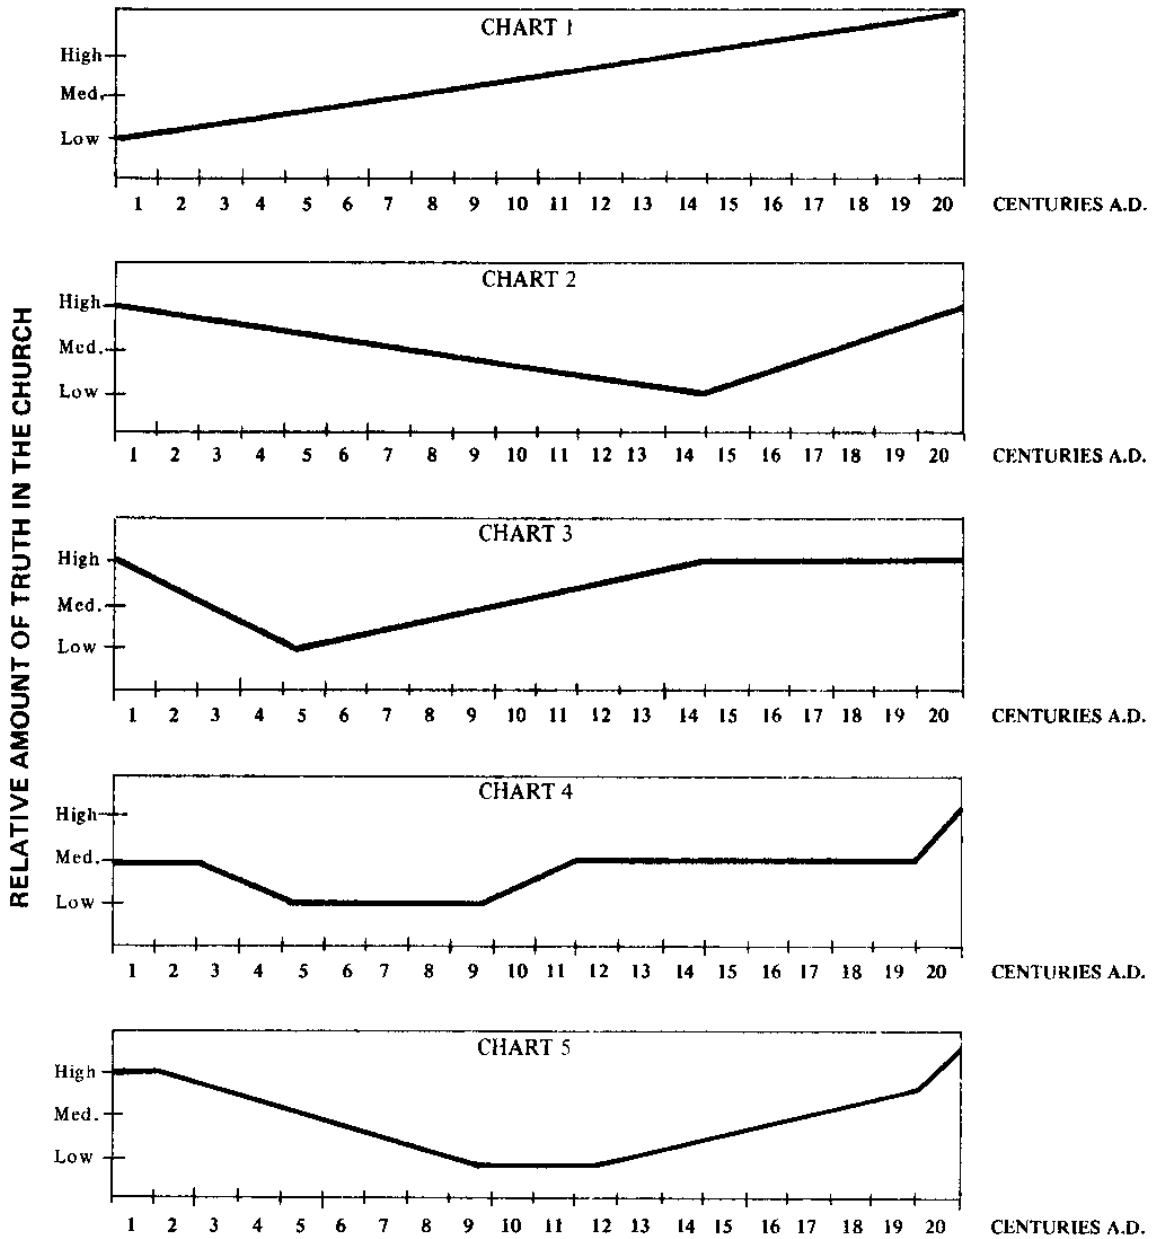 RELATIVE AMOUNT OF TRUTH IN THE CHURCH
CHART 1
High
Med.
Low
1 2 3 4 5 6 7 8 9 10 11 12 13 14 15 16 17 18 19 20 CENTURIES A.D.
CHART 2
High
Med.
Low
1 2 3 4 5 6 7 8 9 10 11 12 13 14 15 16 17 18 19 20 CENTURIES A.D.
CHART 3
High
Med.
Low
1 2 3 4 5 6 7 8 9 10 11 12 13 14 15 16 17 18 19 20 CENTURIES A.D.
CHART 4
High
Med.
Low
1 2 3 4 5 6 7 8 9 10 11 12 13 14 15 16 17 18 19 20 CENTURIES A.D.
CHART 5
High
Med.
Low
1 2 3 4 5 6 7 8 9 10 11 12 13 14 15 16 17 18 19 20 CENTURIES A.D.